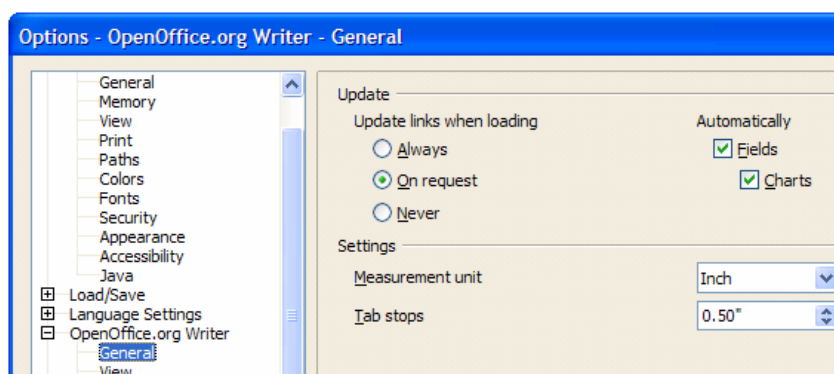 Options - OpenOffice.org Writer - General
General
Memory
View
Print
Paths
Colors
Fonts
Security
Appearance
Accessibility
Java
Load/Save
Language Settings
OpenOffice.org Writer
General
View
Update
Update links when loading
Automatically
Always
Fields
On request
Charts
Never
Settings
Measurement unit
Inch
Tab stops
0.50"